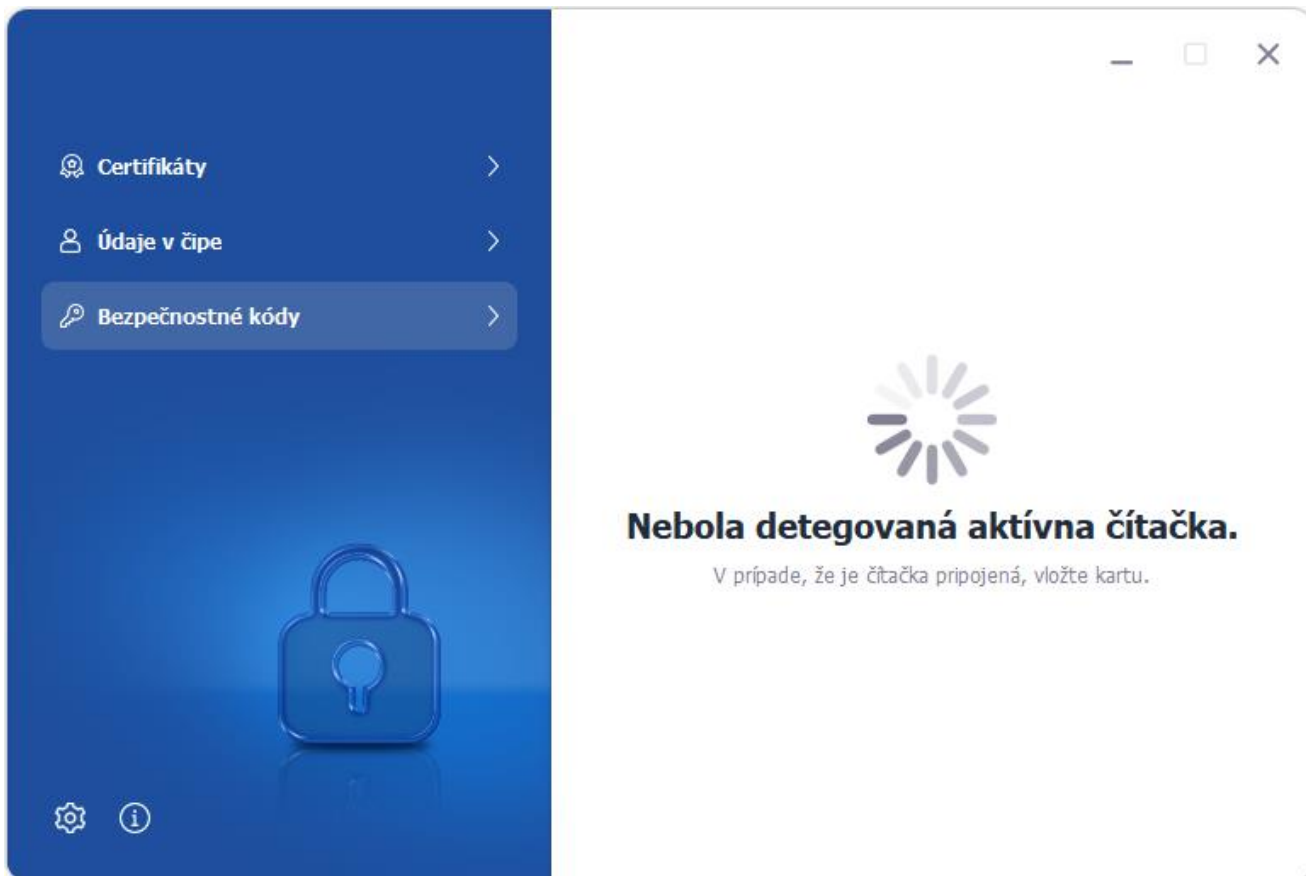 Certifikáty
Údaje v čipe
Bezpečnostné kódy
Nebola detegovaná aktívna čítačka.
V prípade, že je čítačka pripojená, vložte kartu.